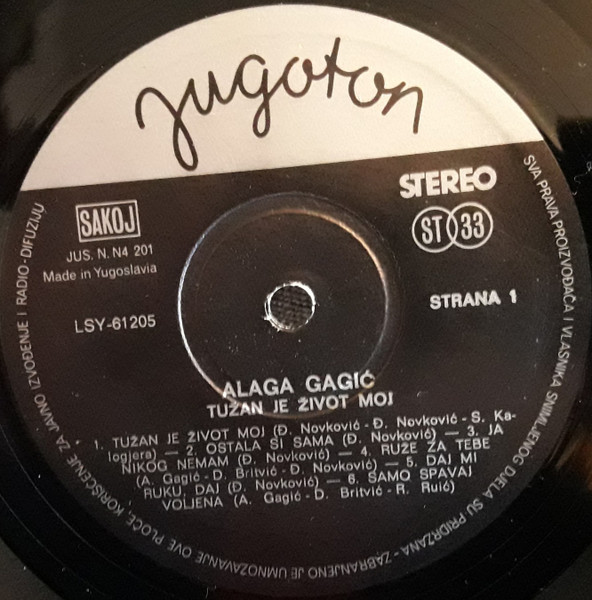 jugoton
STEREO
SAKOJ
ST 33
JUS. N. N4 201
Made in Yugoslavia
STRANA 1
LSY-61205
ALAGA GAGIĆ
TUŽAN JE ŽIVOT MOJ
1. TUŽAN JE ŽIVOT MOJ (Đ. Novković - Đ. Novković - S. Ka-
logjera) — 2. OSTALA SI SAMA (Đ. Novković) — 3. JA
NIKOG NEMAM (Đ. Novković) — 4. RUŽE ZA TEBE
(A. Gagić - D. Britvić - Đ. Novković) — 5. DAJ MI
RUKU, DAJ (Đ. Novković) — 6. SAMO SPAVAJ
VOLJENA (A. Gagić - D. Britvić - R. Ruić)
SVA PRAVA PROIZVOĐAČA I VLASNIKA SNIMLJENOG DJELA SU PRIDRŽANA - ZABRANJENO JE UMNOŽAVANJE OVE PLOČE, KORIŠĆENJE ZA JAVNO IZVOĐENJE I RADIO-DIFUZIJU